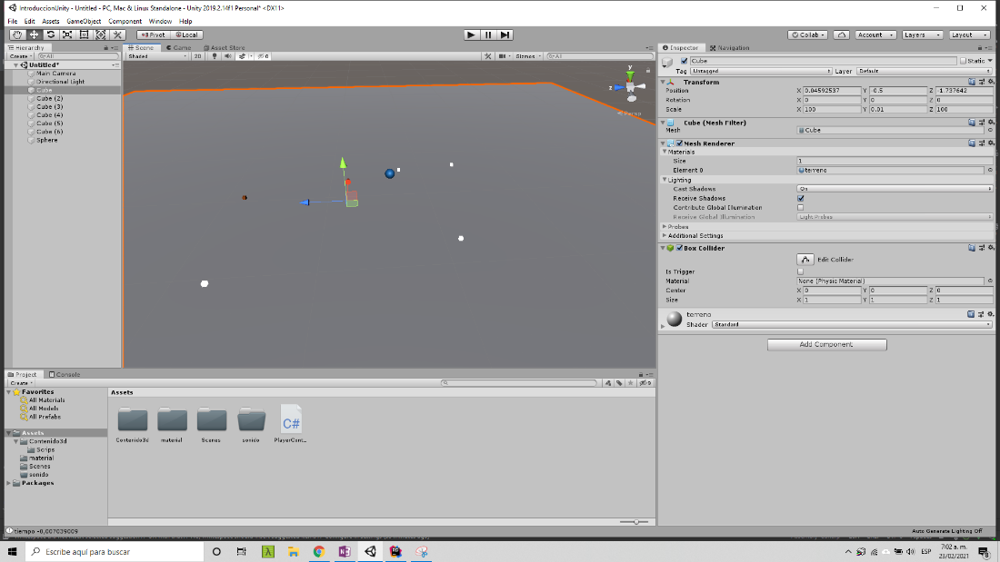 IntroduccionUnity - Untitled - PC, Mac & Linux Standalone - Unity 2019.2.14f1 Personal* <DX11>
File Edit Assets GameObject Component Window Help
Pivot Local Collab Account Layers Layout
Hierarchy Scene Game Asset Store Inspector Navigation
Create All Shaded 2D 0 Gizmos All Cube Static
Untitled* Tag Untagged Layer Default
Main Camera
Directional Light
Cube
Cube (2)
Cube (3)
Cube (4)
Cube (5)
Cube (6)
Sphere
y
z
Persp
Transform
Position X 0.04592537 Y -0.5 Z -1.737642
Rotation X 0 Y 0 Z 0
Scale X 100 Y 0.01 Z 100
Cube (Mesh Filter)
Mesh Cube
Mesh Renderer
Materials
Size 1
Element 0 terreno
Lighting
Cast Shadows On
Receive Shadows
Contribute Global Illumination
Receive Global Illumination Light Probes
Probes
Additional Settings
Box Collider
Edit Collider
Is Trigger
Material None (Physic Material)
Center X 0 Y 0 Z 0
Size X 1 Y 1 Z 1
terreno
Shader Standard
Add Component
Project Console
Create
Favorites
All Materials
All Models
All Prefabs
Assets
Contenido3d
Scrips
material
Scenes
sonido
Packages
Assets
C#
Contenido3d material Scenes sonido PlayerCont...
tiempo -0,007039009 Auto Generate Lighting Off
Escribe aquí para buscar ESP 7:02 a. m.
23/02/2021